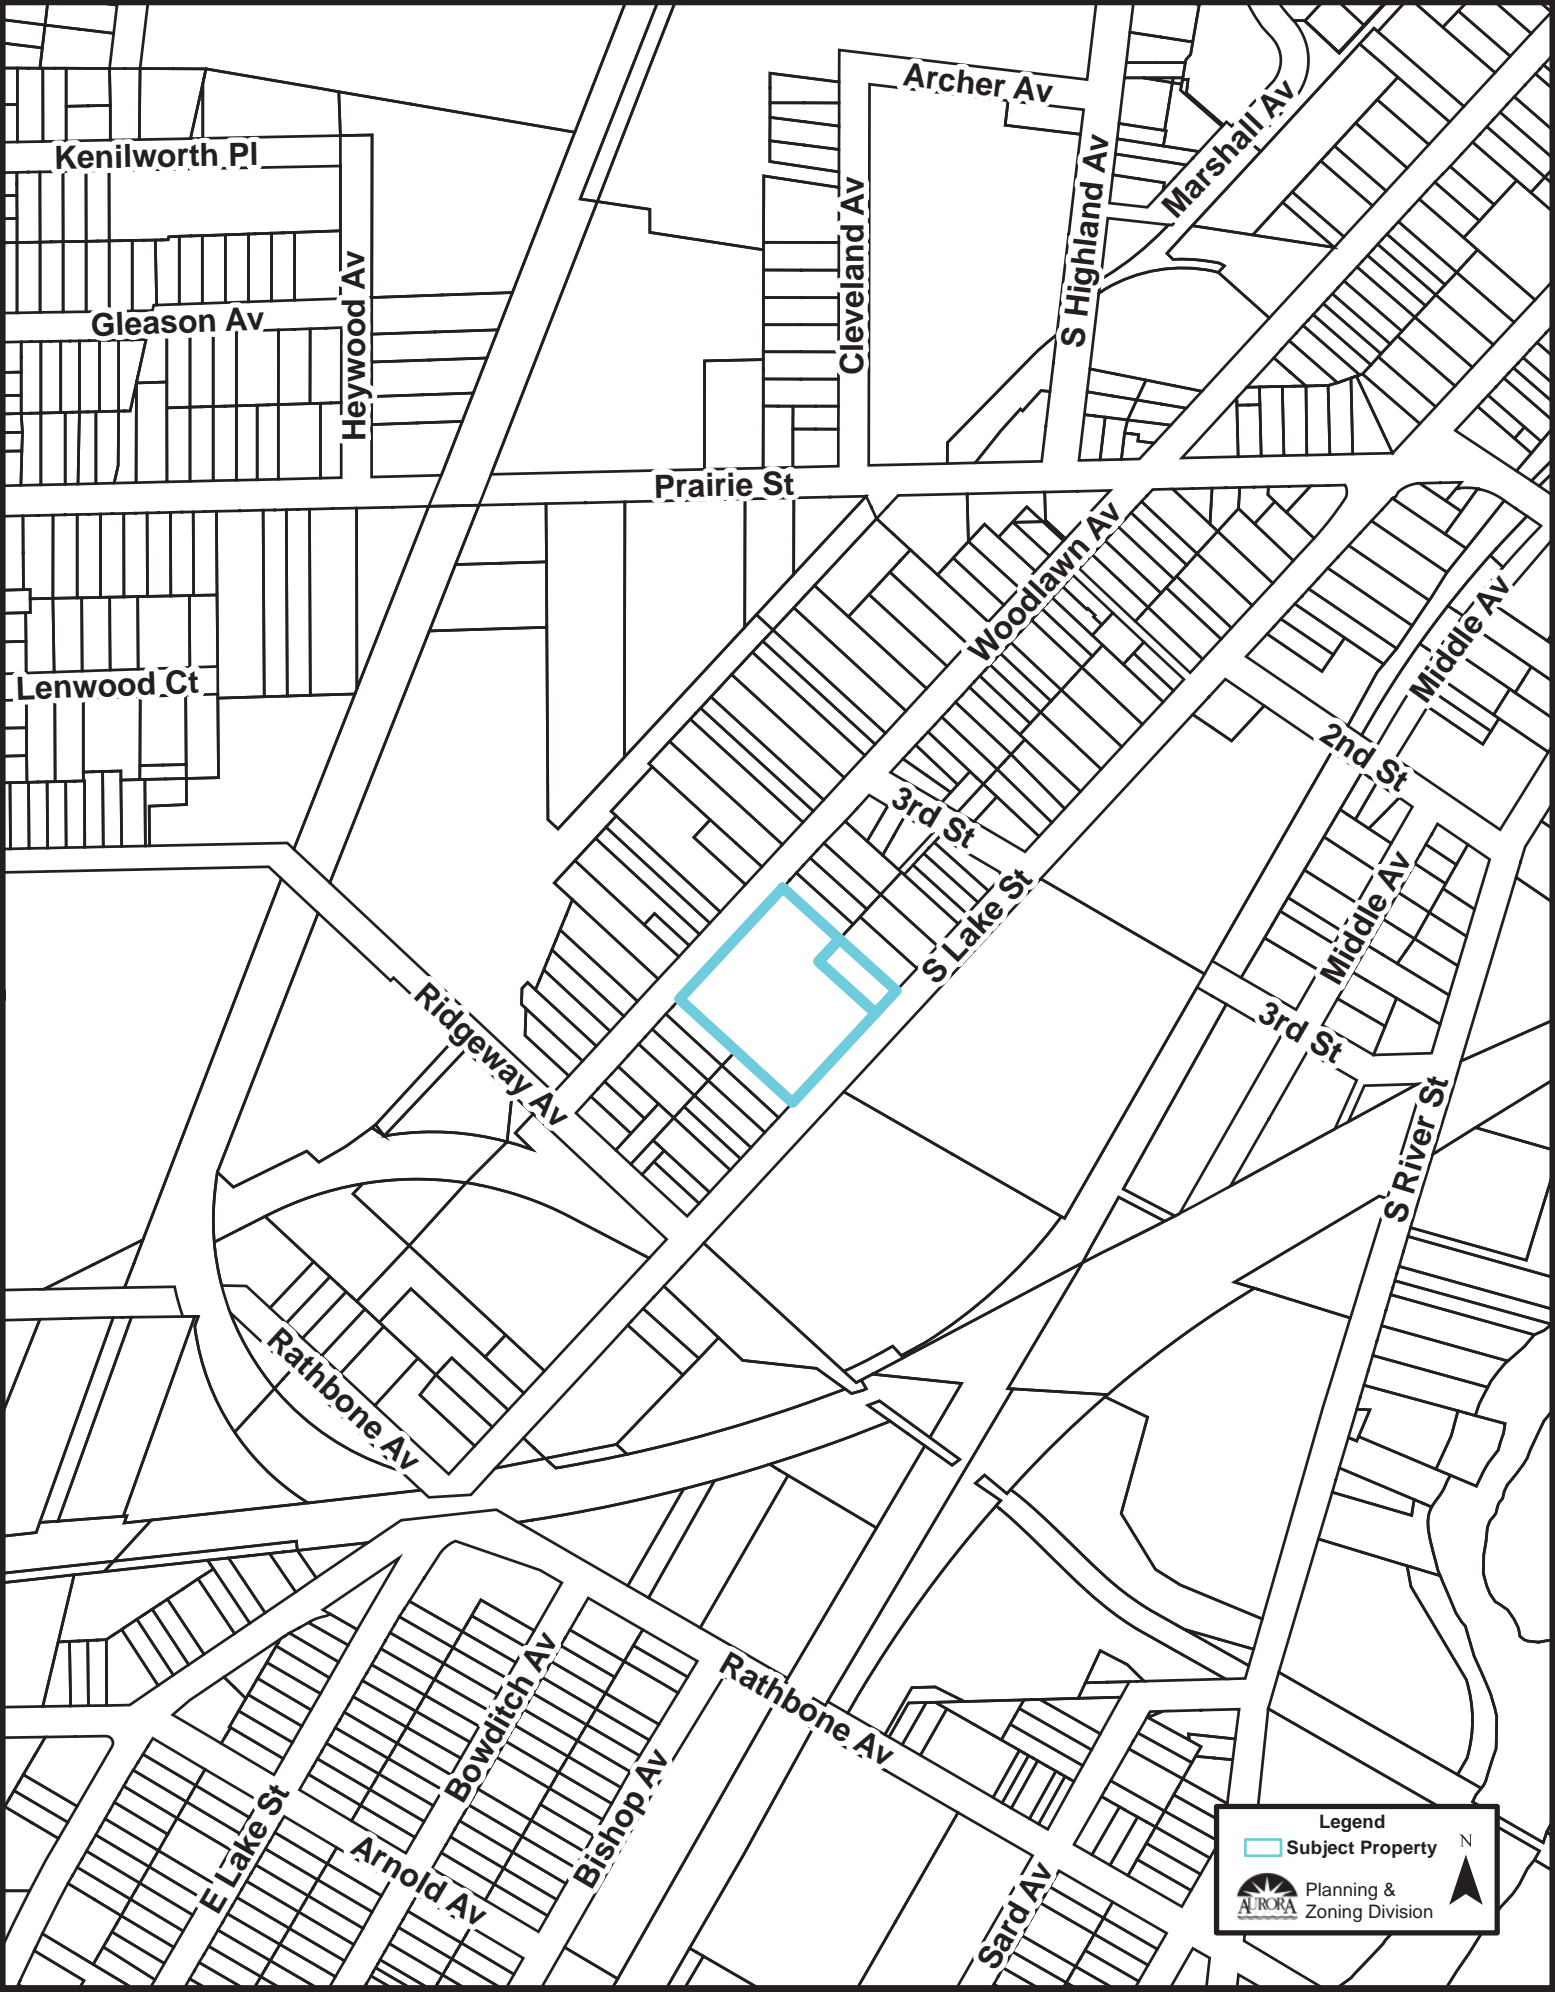 Archer Av
Marshall Av
Kenilworth Pl
S Highland Av
Cleveland Av
Heywood Av
Gleason Av
Prairie St
Woodlawn Av
Middle Av
Lenwood Ct
2nd St
3rd St
S Lake St
Middle Av
Ridgeway Av
3rd St
S River St
Rathbone Av
Bowditch Av
Rathbone Av
Bishop Av
E Lake St
Arnold Av
Sard Av
Legend
Subject Property
N
AURORA
Planning &
Zoning Division